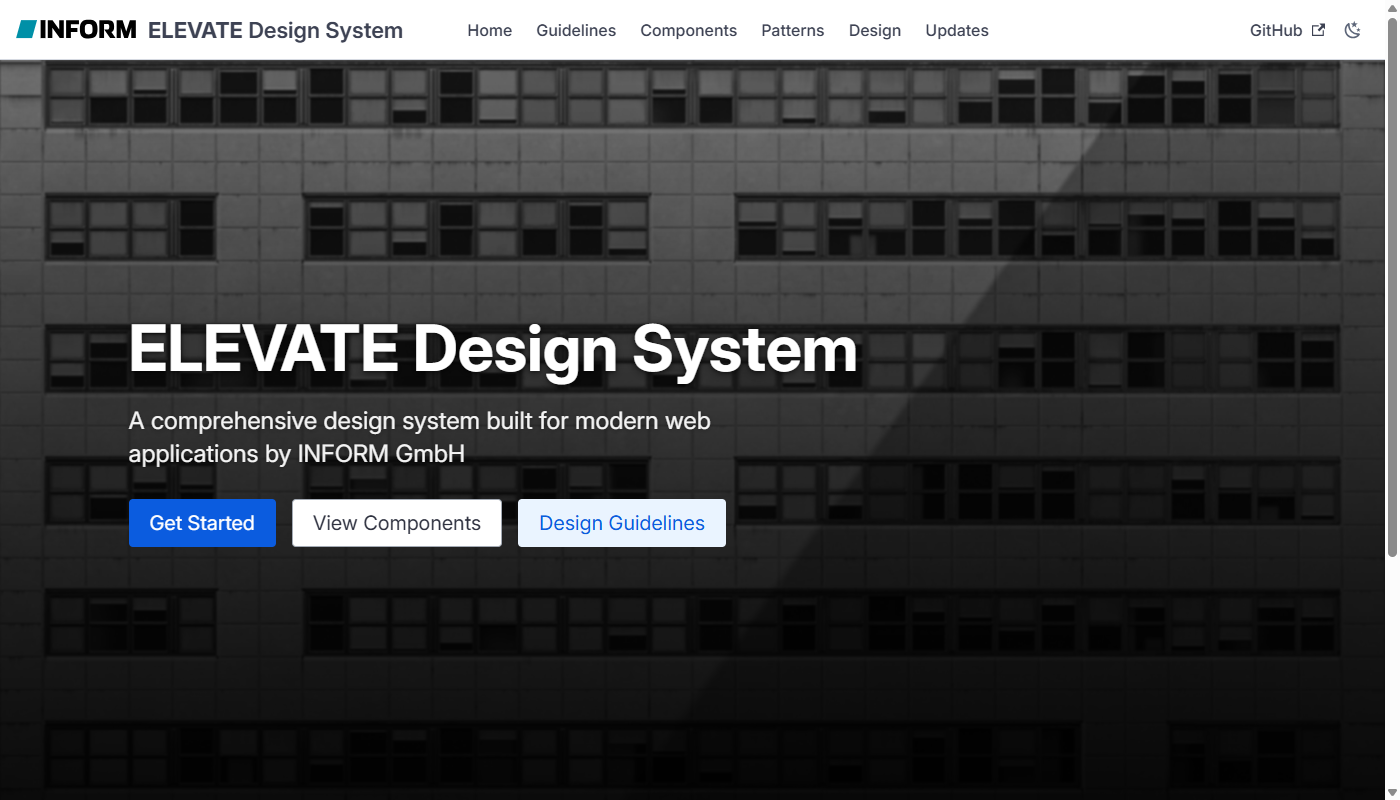 INFORM ELEVATE Design System Home Guidelines Components Patterns Design Updates GitHub
ELEVATE Design System
A comprehensive design system built for modern web
applications by INFORM GmbH
Get Started View Components Design Guidelines